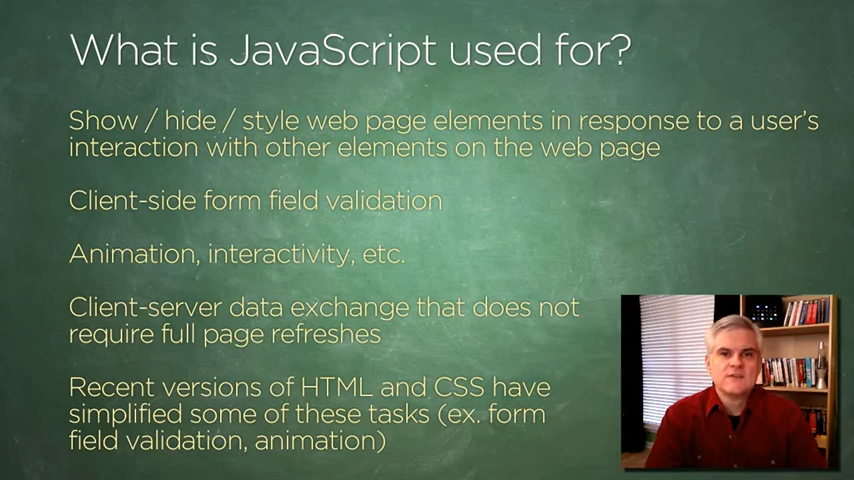 What is JavaScript used for?
Show / hide / style web page elements in response to a user's
interaction with other elements on the web page
Client-side form field validation
Animation, interactivity, etc.
Client-server data exchange that does not
require full page refreshes
Recent versions of HTML and CSS have
simplified some of these tasks (ex. form
field validation, animation)